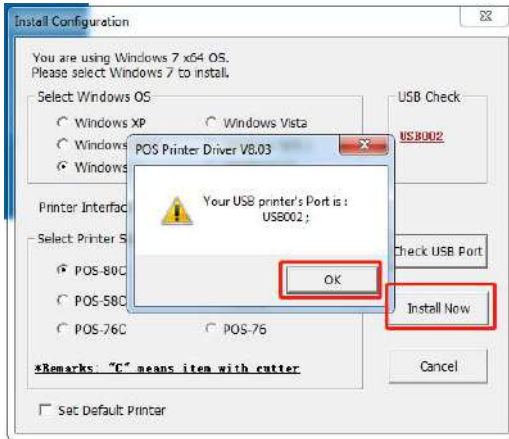 Install Configuration
You are using Windows 7 x64 OS.
Please select Windows 7 to install.
Select Windows OS
USB Check
Windows XP
Windows Vista
Windows
USB002
POS Printer Driver V8.03
Windows
Your USB printer's Port is :
USB002 ;
Printer Interfac
Select Printer S
Check USB Port
POS-80C
OK
POS-58C
Install Now
POS-76C
POS-76
*Remarks: "C" means item with cutter
Cancel
Set Default Printer